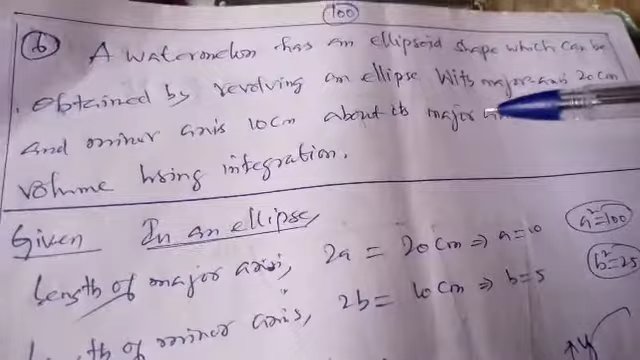 100
(b) A watermelon has an ellipsoid shape which can be
obtained by revolving an ellipse with major-axis 20 cm
and minor axis 10 cm about its major
volume using integration.
Given In an ellipse,
Length of major axis, 2a = 20 cm ⇒ a=10
a²=100
of minor axis, 2b = 10 cm ⇒ b=5
b²=25
y